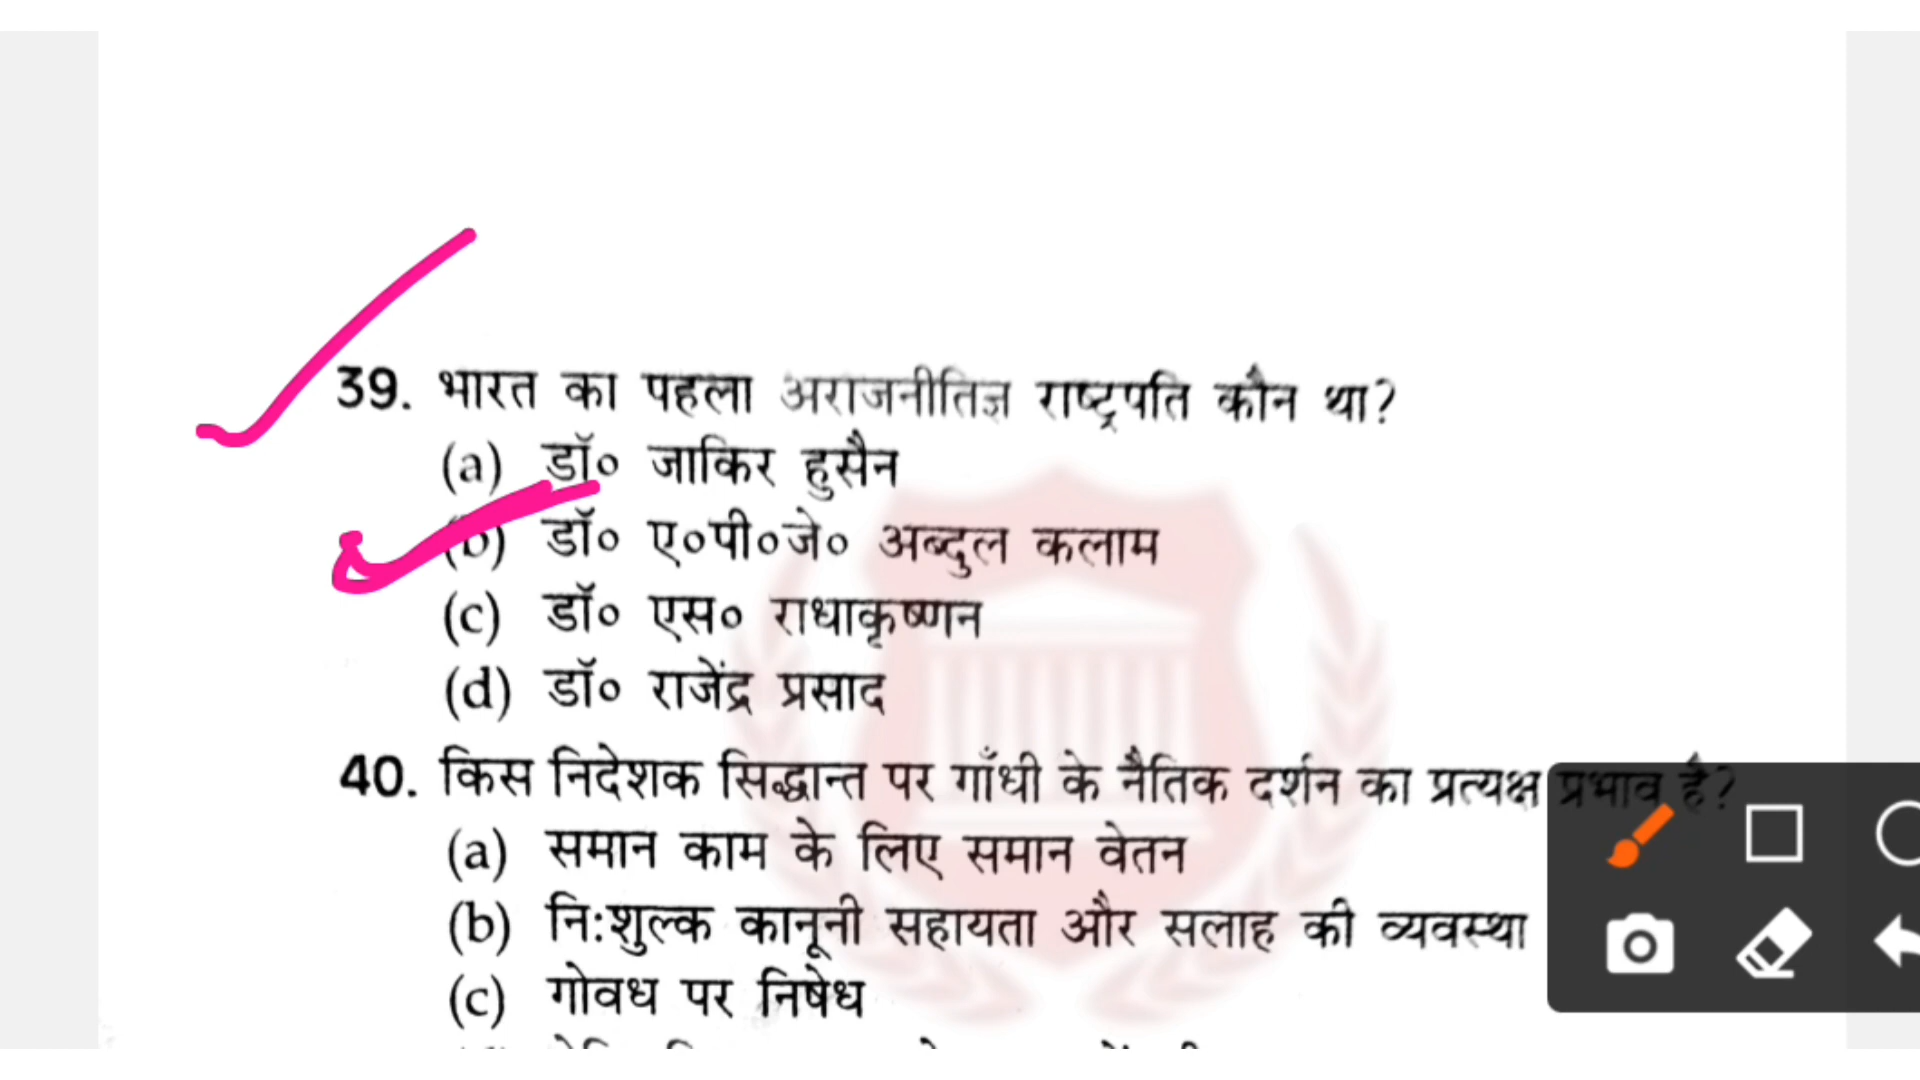 39. भारत का पहला अराजनीतिज्ञ राष्ट्रपति कौन था?
(a) डॉ० जाकिर हुसैन
(b) डॉ० ए०पी०जे० अब्दुल कलाम
(c) डॉ० एस० राधाकृष्णन
(d) डॉ० राजेंद्र प्रसाद
40. किस निदेशक सिद्धान्त पर गाँधी के नैतिक दर्शन का प्रत्यक्ष प्रभाव है?
(a) समान काम के लिए समान वेतन
(b) नि:शुल्क कानूनी सहायता और सलाह की व्यवस्था
(c) गोवध पर निषेध